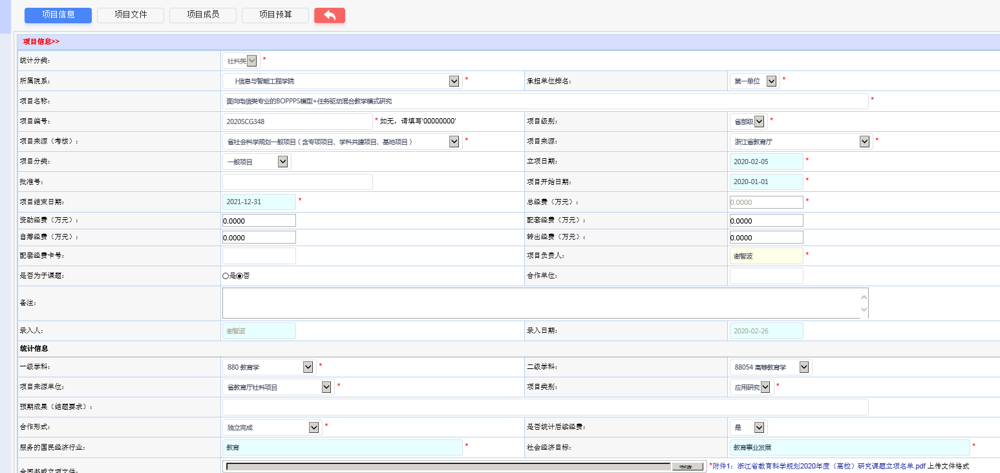 项目信息 项目文件 项目成员 项目预算
项目信息>>
统计分类: 社科类 *
所属院系: H信息与智能工程学院 * 承担单位排名: 第一单位 *
项目名称: 面向电信类专业的BOPPPS模型+任务驱动混合教学模式研究 *
项目编号: 2020SCG348 * 如无，请填写'00000000' 项目级别: 省部级 *
项目来源（考核）: 省社会科学规划一般项目（含专项项目、学科共建项目、基地项目） * 项目来源: 浙江省教育厅 *
项目分类: 一般项目 立项日期: 2020-02-05 *
批准号: 项目开始日期: 2020-01-01 *
项目结束日期: 2021-12-31 * 总经费（万元）: 0.0000 *
资助经费（万元）: 0.0000 配套经费（万元）: 0.0000
自筹经费（万元）: 0.0000 转出经费（万元）: 0.0000
配套经费卡号: 项目负责人: 谢智波 *
是否为子课题: 是 否 合作单位:
备注:
录入人: 谢智波 录入日期: 2020-02-26
统计信息
一级学科: 880 教育学 * 二级学科: 88054 高等教育学
项目来源单位: 省教育厅社科项目 * 项目类别: 应用研究 *
预期成果（结题要求）:
合作形式: 独立完成 * 是否统计后续经费: 是
服务的国民经济行业: 教育 * 社会经济目标: 教育事业发展 *
合同书或立项文件: 浏览 *附件1：浙江省教育科学规划2020年度（高校）研究课题立项名单.pdf 上传文件格式